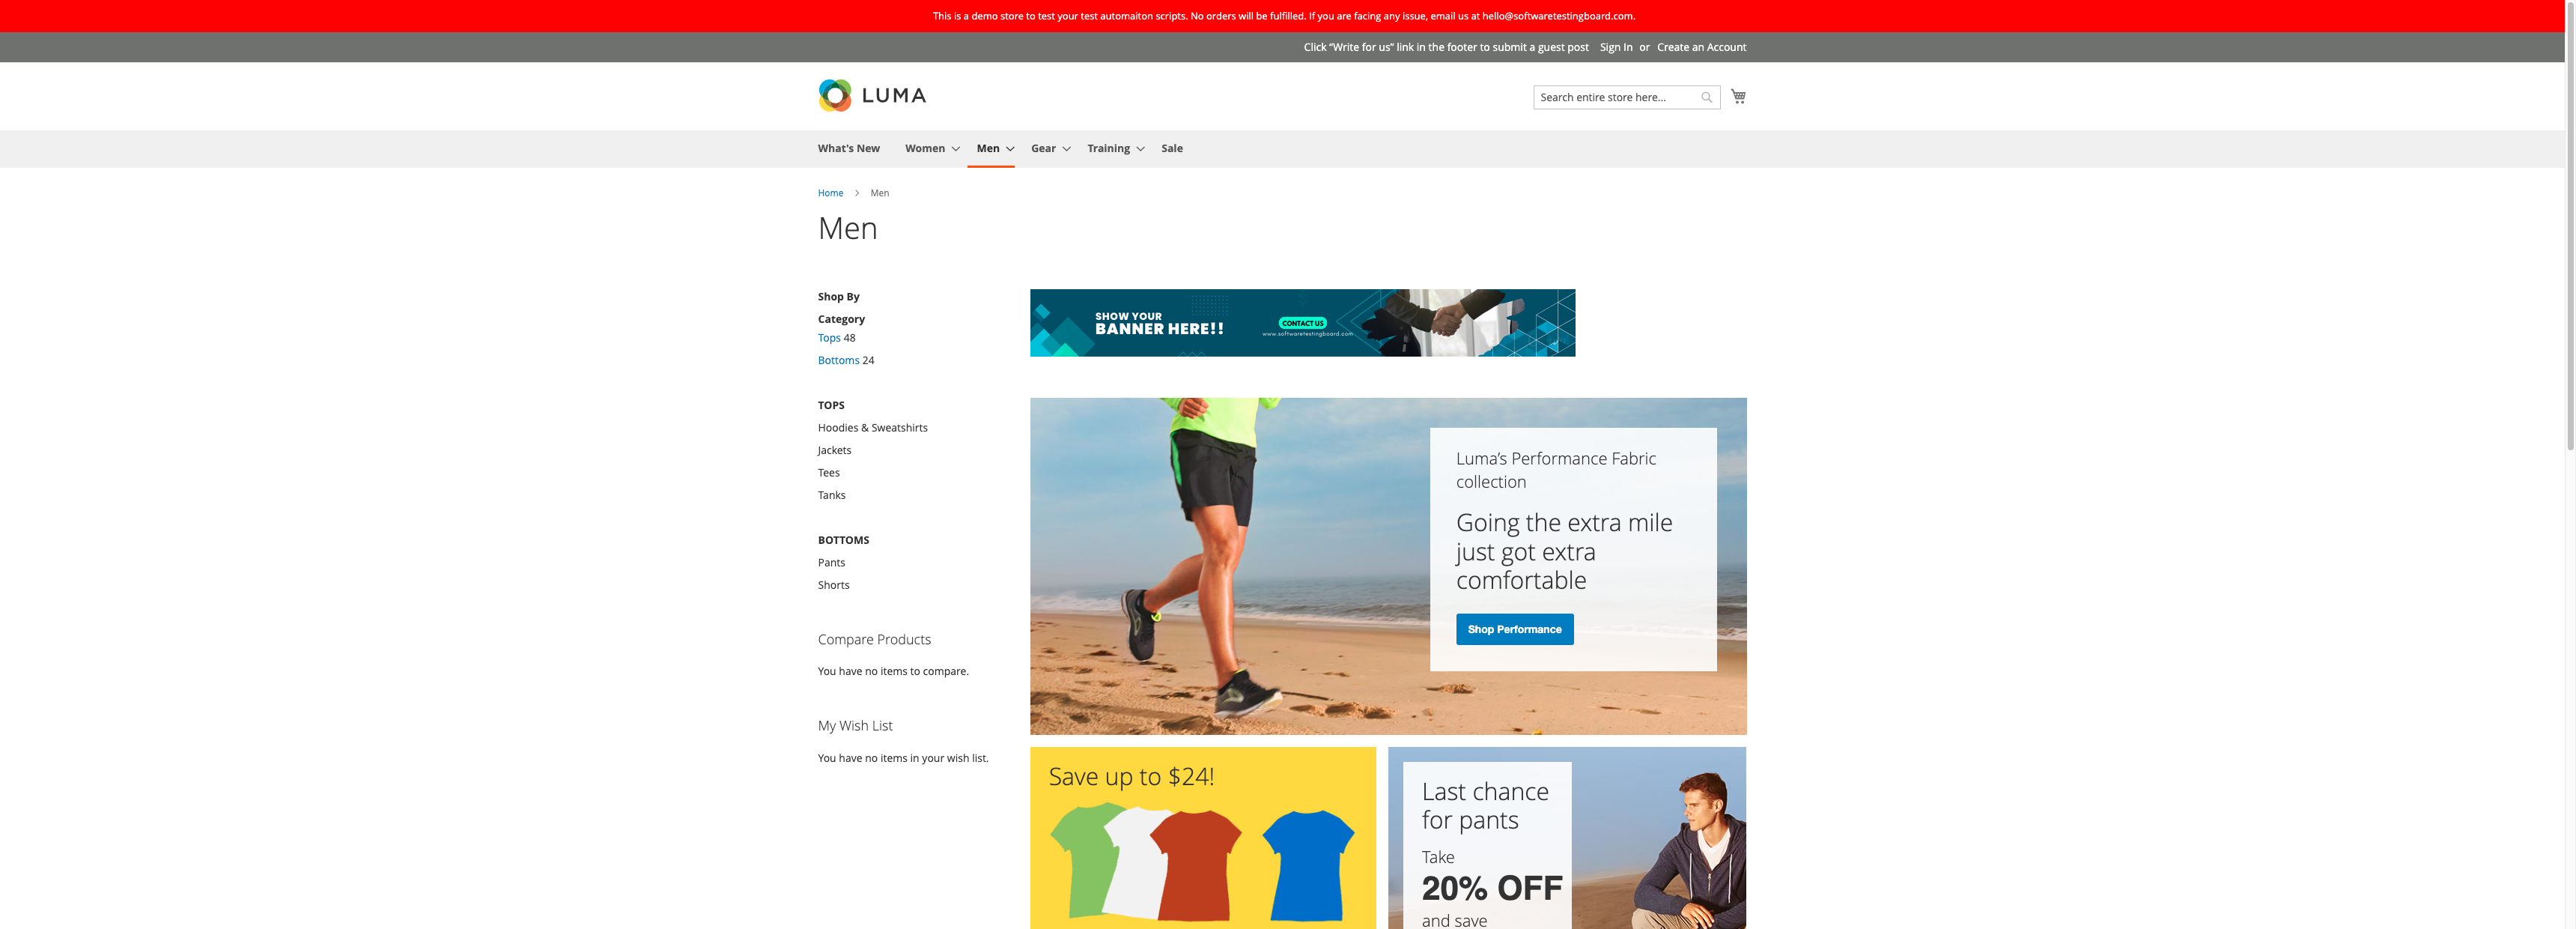 This is a demo store to test your test automaiton scripts. No orders will be fulfilled. If you are facing any issue, email us at hello@softwaretestingboard.com.
Click “Write for us” link in the footer to submit a guest post Sign In or Create an Account
LUMA
Search entire store here...
What's New Women Men Gear Training Sale
Home > Men
Men
Shop By
Category
Tops 48
Bottoms 24
TOPS
Hoodies & Sweatshirts
Jackets
Tees
Tanks
BOTTOMS
Pants
Shorts
Compare Products
You have no items to compare.
My Wish List
You have no items in your wish list.
SHOW YOUR
BANNER HERE!!
CONTACT US
www.softwaretestingboard.com
Luma’s Performance Fabric
collection
Going the extra mile
just got extra
comfortable
Shop Performance
Save up to $24!
Last chance
for pants
Take
20% OFF
and save